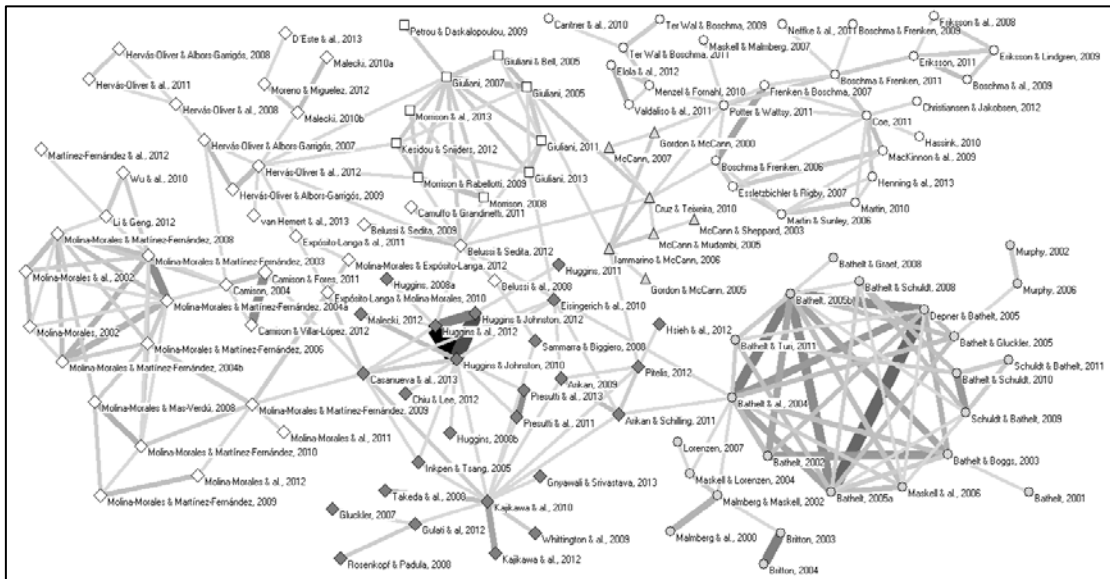 Petrou & Daskalopoulou, 2009
Cantner & al., 2010
Ter Wal & Boschma, 2009
Neffke & al., 2011
Boschma & Frenken, 2009
Eriksson & al., 2008
D'Este & al., 2013
Hervás-Oliver & Albors-Garrigós, 2008
Malecki, 2010a
Giuliani & Bell, 2005
Maskell & Malmberg, 2007
Ter Wal & Boschma, 2011
Eriksson, 2011
Eriksson & Lindgren, 2009
Hervás-Oliver & al., 2011
Moreno & Miguelez, 2012
Giuliani, 2007
Giuliani, 2005
Elola & al., 2012
Menzel & Fornahl, 2010
Frenken & Boschma, 2007
Boschma & Frenken, 2011
Boschma & al., 2009
Hervás-Oliver & al., 2008
Malecki, 2010b
Morrison & al., 2013
Valdaliso & al., 2011
Potter & Wattsy, 2011
Christiansen & Jakobsen, 2012
Coe, 2011
Hervás-Oliver & Albors-Garrigós, 2007
Kesidou & Snijders, 2012
Giuliani, 2011
Gordon & McCann, 2000
McCann, 2007
Hassink, 2010
MacKinnon & al., 2009
Martínez-Fernández & al., 2012
Hervás-Oliver & al., 2012
Giuliani, 2013
Boschma & Frenken, 2006
Wu & al., 2010
Hervás-Oliver & Albors-Garrigós, 2009
Morrison & Rabellotti, 2009
Morrison, 2008
Essletzbichler & Rigby, 2007
Henning & al., 2013
Li & Geng, 2012
van Hemert & al., 2013
Camuffo & Grandinetti, 2011
Cruz & Teixeira, 2010
Martin & Sunley, 2006
Martin, 2010
Molina-Morales & Martínez-Fernández, 2008
Expósito-Langa & al., 2011
Belussi & Sedita, 2009
Belussi & Sedita, 2012
McCann & Sheppard, 2003
McCann & Mudambi, 2005
Iammarino & McCann, 2006
Murphy, 2002
Molina-Morales & Martínez-Fernández, 2003
Molina-Morales & Expósito-Langa, 2012
Huggins, 2011
Bathelt & Graet, 2008
Molina-Morales & al., 2002
Camison & Fores, 2011
Camison, 2004
Huggins, 2008a
Belussi & al., 2008
Gordon & McCann, 2005
Bathelt & Schuldt, 2008
Murphy, 2006
Molina-Morales & Martínez-Fernández, 2004a
Expósito-Langa & Molina-Morales, 2010
Eisingerich & al., 2010
Bathelt, 2005b
Depner & Bathelt, 2005
Molina-Morales, 2002
Camison & Villar-López, 2012
Malecki, 2012
Huggins & Johnston, 2012
Huggins & al., 2012
Hsieh & al., 2012
Bathelt & Gluckler, 2005
Molina-Morales & Martínez-Fernández, 2006
Sammarra & Biggiero, 2008
Bathelt & Turi, 2011
Molina-Morales & Martínez-Fernández, 2004b
Huggins & Johnston, 2010
Schuldt & Bathelt, 2011
Casanueva & al., 2013
Pitelis, 2012
Bathelt & Schuldt, 2010
Arikan, 2009
Chiu & Lee, 2012
Presutti & al., 2013
Bathelt & al., 2004
Molina-Morales & Mas-Verdú, 2008
Molina-Morales & Martínez-Fernández, 2009
Presutti & al., 2011
Arikan & Schilling, 2011
Schuldt & Bathelt, 2009
Molina-Morales & al., 2011
Huggins, 2008b
Lorenzen, 2007
Molina-Morales & Martínez-Fernández, 2010
Bathelt, 2002
Bathelt & Boggs, 2003
Inkpen & Tsang, 2005
Maskell & Lorenzen, 2004
Molina-Morales & al., 2012
Gnyawali & Srivastava, 2013
Takeda & al., 2008
Bathelt, 2005a
Maskell & al., 2006
Bathelt, 2001
Molina-Morales & Martínez-Fernández, 2009
Kajikawa & al., 2010
Malmberg & Maskell, 2002
Gluckler, 2007
Gulati & al., 2012
Whittington & al., 2009
Malmberg & al., 2000
Britton, 2003
Rosenkopf & Padula, 2008
Kajikawa & al., 2012
Britton, 2004